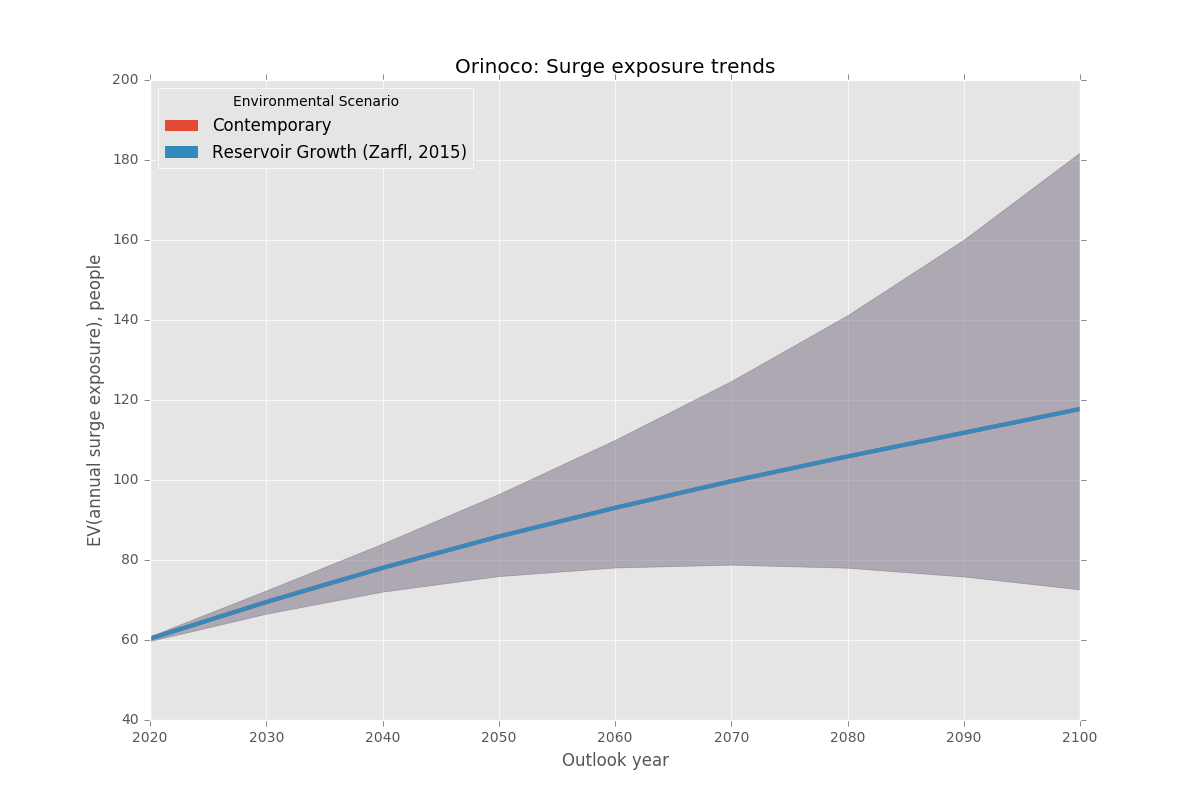 Orinoco: Surge exposure trends
200
180
160
140
120
100
80
60
40
EV(annual surge exposure), people
Environmental Scenario
Contemporary
Reservoir Growth (Zarfl, 2015)
2020 2030 2040 2050 2060 2070 2080 2090 2100
Outlook year